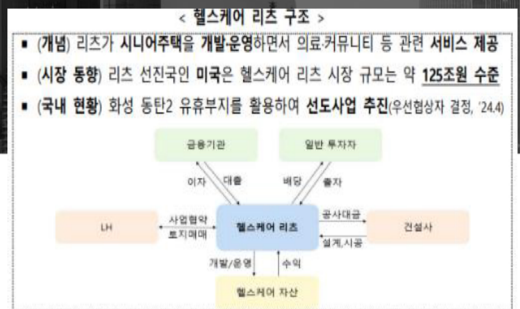 < 헬스케어 리츠 구조 >
▪ (개념) 리츠가 시니어주택을 개발·운영하면서 의료·커뮤니티 등 관련 서비스 제공
▪ (시장 동향) 리츠 선진국인 미국은 헬스케어 리츠 시장 규모는 약 125조원 수준
▪ (국내 현황) 화성 동탄2 유휴부지를 활용하여 선도사업 추진(우선협상자 결정, '24.4)
금융기관 일반 투자자
이자 대출 배당 출자
LH 사업협약 헬스케어 리츠 공사대금 건설사
토지매매 설계,시공
개발/운영 수익
헬스케어 자산